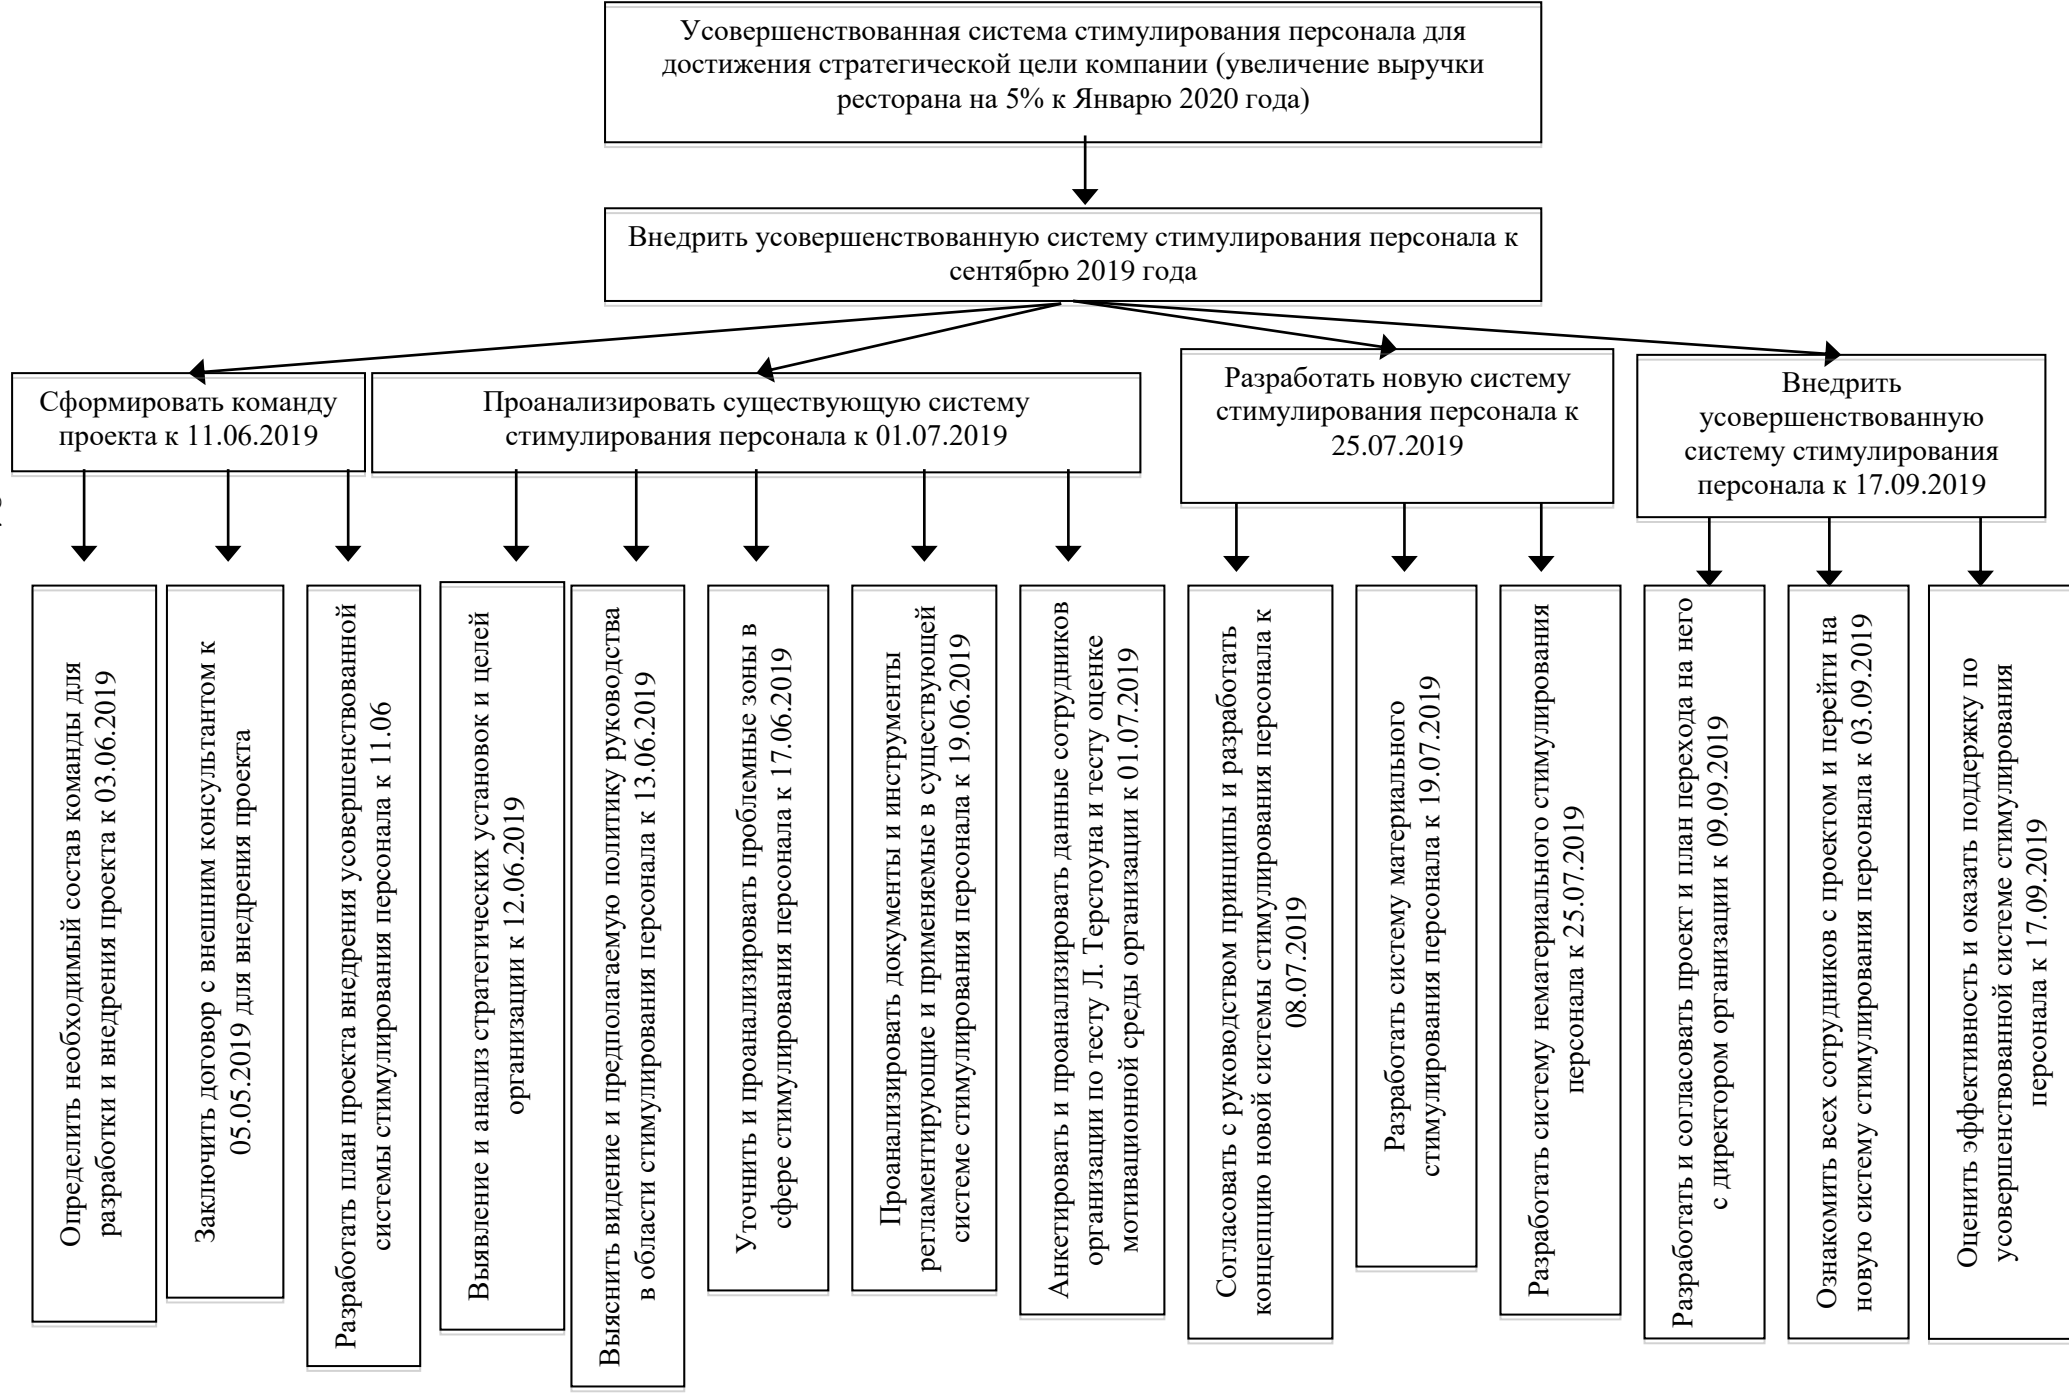 Усовершенствованная система стимулирования персонала для
достижения стратегической цели компании (увеличение выручки
ресторана на 5% к Январю 2020 года)
Внедрить усовершенствованную систему стимулирования персонала к
сентябрю 2019 года
Сформировать команду
проекта к 11.06.2019
Проанализировать существующую систему
стимулирования персонала к 01.07.2019
Разработать новую систему
стимулирования персонала к
25.07.2019
Внедрить
усовершенствованную
систему стимулирования
персонала к 17.09.2019
Определить необходимый состав команды для
разработки и внедрения проекта к 03.06.2019
Заключить договор с внешним консультантом к
05.05.2019 для внедрения проекта
Разработать план проекта внедрения усовершенствованной
системы стимулирования персонала к 11.06
Выявление и анализ стратегических установок и целей
организации к 12.06.2019
Выяснить видение и предполагаемую политику руководства
в области стимулирования персонала к 13.06.2019
Уточнить и проанализировать проблемные зоны в
сфере стимулирования персонала к 17.06.2019
Проанализировать документы и инструменты
регламентирующие и применяемые в существующей
системе стимулирования персонала к 19.06.2019
Анкетировать и проанализировать данные сотрудников
организации по тесту Л. Герстоуна и тесту оценке
мотивационной среды организации к 01.07.2019
Согласовать с руководством принципы и разработать
концепцию новой системы стимулирования персонала к
08.07.2019
Разработать систему материального
стимулирования персонала к 19.07.2019
Разработать систему нематериального стимулирования
персонала к 25.07.2019
Разработать и согласовать проект и план перехода на него
с директором организации к 09.09.2019
Ознакомить всех сотрудников с проектом и перейти на
новую систему стимулирования персонала к 03.09.2019
Оценить эффективность и оказать поддержку по
усовершенствованной системе стимулирования
персонала к 17.09.2019